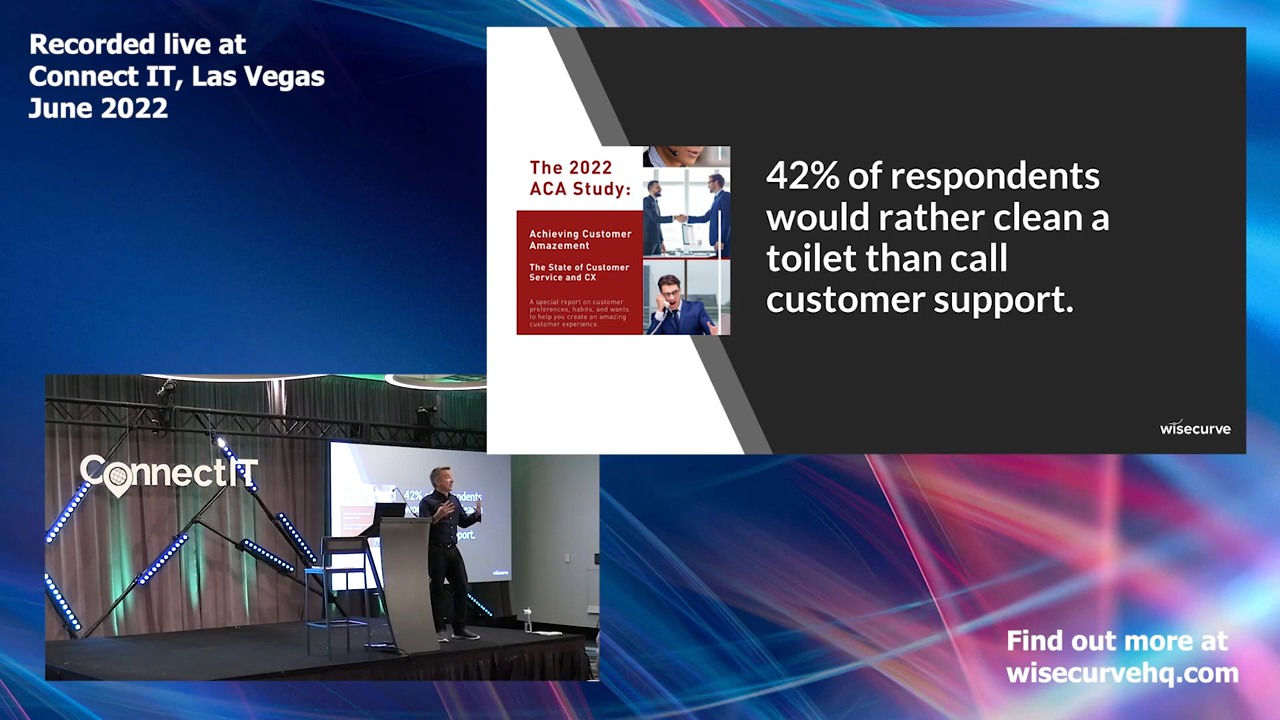 Recorded live at
Connect IT, Las Vegas
June 2022
The 2022
ACA Study:
Achieving Customer
Amazement
The State of Customer
Service and CX
A special report on customer
preferences, habits, and wants
to help you create an amazing
customer experience.
42% of respondents
would rather clean a
toilet than call
customer support.
wisecurve
ConnectIT
Find out more at
wisecurvehq.com